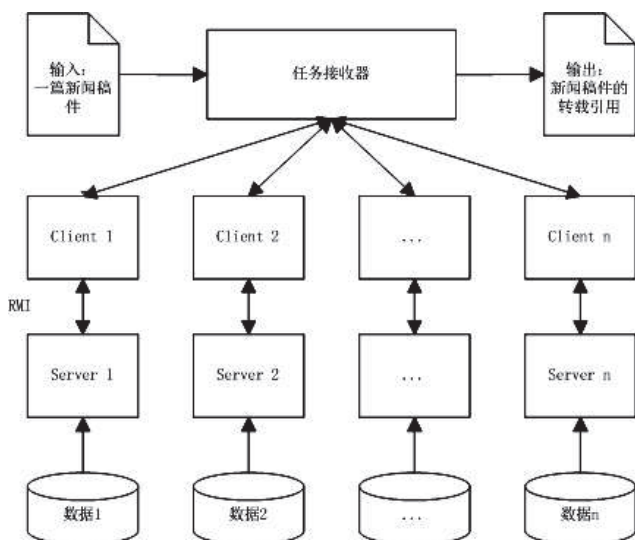 输入:
一篇新闻稿
件
任务接收器
输出:
新闻稿件的
转载引用
Client 1
Client 2
...
Client n
RMI
Server 1
Server 2
...
Server n
数据1
数据2
...
数据n